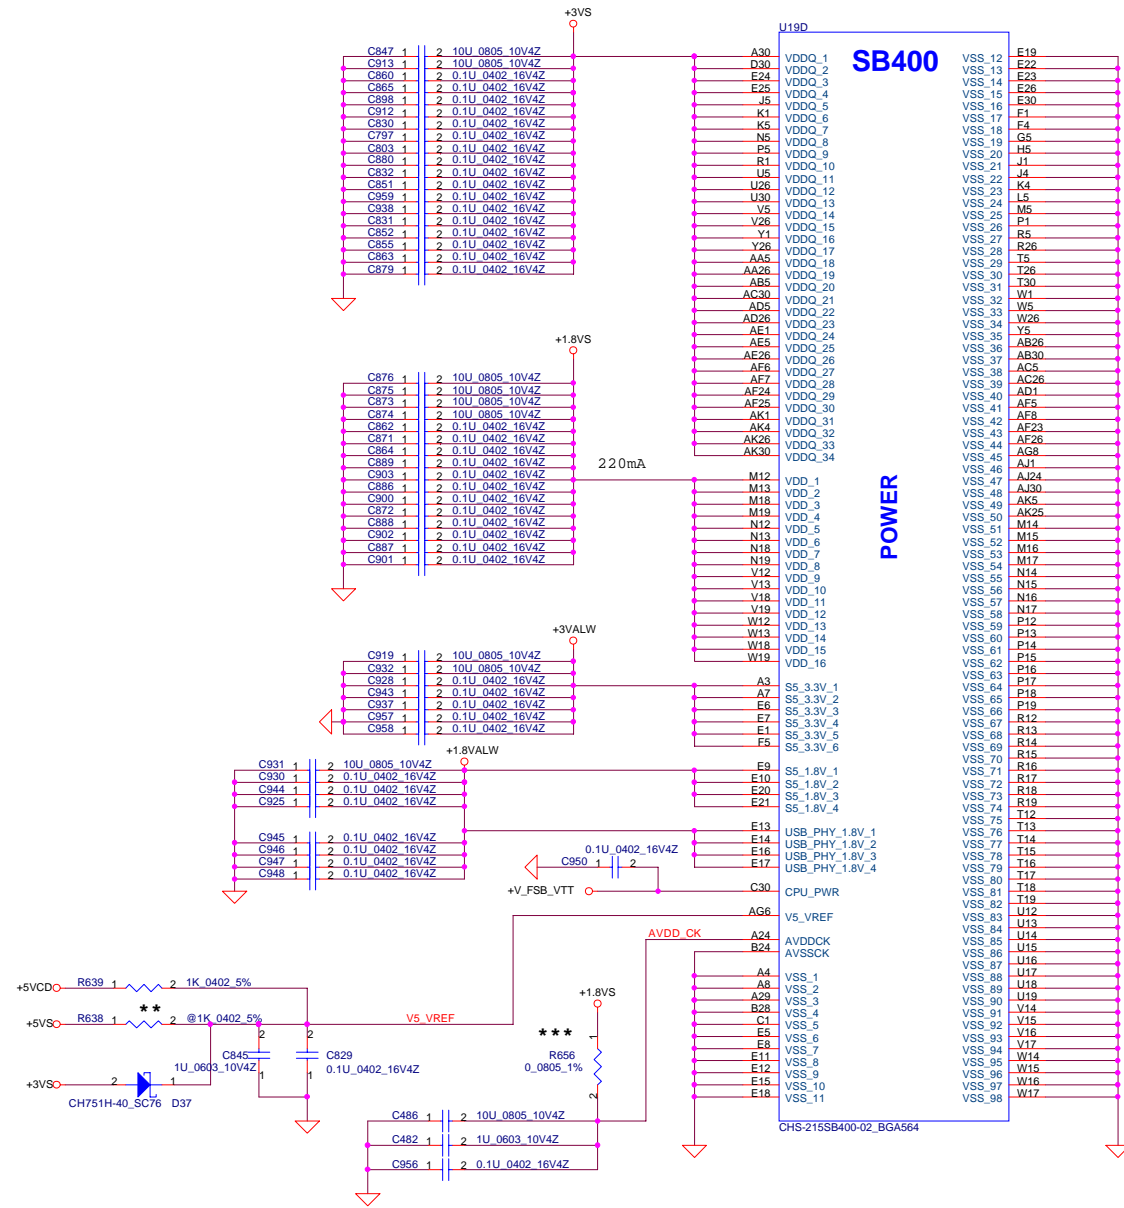 +3VS
C847 1 2 10U_0805_10V4Z
C913 1 2 10U_0805_10V4Z
C860 1 2 0.1U_0402_16V4Z
C865 1 2 0.1U_0402_16V4Z
C898 1 2 0.1U_0402_16V4Z
C912 1 2 0.1U_0402_16V4Z
C830 1 2 0.1U_0402_16V4Z
C797 1 2 0.1U_0402_16V4Z
C803 1 2 0.1U_0402_16V4Z
C880 1 2 0.1U_0402_16V4Z
C832 1 2 0.1U_0402_16V4Z
C851 1 2 0.1U_0402_16V4Z
C959 1 2 0.1U_0402_16V4Z
C938 1 2 0.1U_0402_16V4Z
C831 1 2 0.1U_0402_16V4Z
C852 1 2 0.1U_0402_16V4Z
C855 1 2 0.1U_0402_16V4Z
C863 1 2 0.1U_0402_16V4Z
C879 1 2 0.1U_0402_16V4Z
+1.8VS
C876 1 2 10U_0805_10V4Z
C875 1 2 10U_0805_10V4Z
C873 1 2 10U_0805_10V4Z
C874 1 2 10U_0805_10V4Z
C862 1 2 0.1U_0402_16V4Z
C871 1 2 0.1U_0402_16V4Z
C864 1 2 0.1U_0402_16V4Z
C889 1 2 0.1U_0402_16V4Z
C903 1 2 0.1U_0402_16V4Z
C886 1 2 0.1U_0402_16V4Z
C900 1 2 0.1U_0402_16V4Z
C872 1 2 0.1U_0402_16V4Z
C888 1 2 0.1U_0402_16V4Z
C902 1 2 0.1U_0402_16V4Z
C887 1 2 0.1U_0402_16V4Z
C901 1 2 0.1U_0402_16V4Z
220mA
+3VALW
C919 1 2 10U_0805_10V4Z
C932 1 2 10U_0805_10V4Z
C928 1 2 0.1U_0402_16V4Z
C943 1 2 0.1U_0402_16V4Z
C937 1 2 0.1U_0402_16V4Z
C957 1 2 0.1U_0402_16V4Z
C958 1 2 0.1U_0402_16V4Z
+1.8VALW
C931 1 2 10U_0805_10V4Z
C930 1 2 0.1U_0402_16V4Z
C944 1 2 0.1U_0402_16V4Z
C925 1 2 0.1U_0402_16V4Z
C945 1 2 0.1U_0402_16V4Z
C946 1 2 0.1U_0402_16V4Z
C947 1 2 0.1U_0402_16V4Z
C948 1 2 0.1U_0402_16V4Z
0.1U_0402_16V4Z
C950 1 2
+V_FSB_VTT
AVDD_CK
+5VCD R639 1 2 1K_0402_5%
**
+5VS R638 1 2 @1K_0402_5%
V5_VREF
2 C845 1U_0603_10V4Z 1
2 C829 0.1U_0402_16V4Z 1
+3VS 2 1
CH751H-40_SC76 D37
+1.8VS
***
1 R656 0_0805_1% 2
C486 1 2 10U_0805_10V4Z
C482 1 2 1U_0603_10V4Z
C956 1 2 0.1U_0402_16V4Z
U19D
SB400
POWER
A30 VDDQ_1
D30 VDDQ_2
E24 VDDQ_3
E25 VDDQ_4
J5 VDDQ_5
K1 VDDQ_6
K5 VDDQ_7
N5 VDDQ_8
P5 VDDQ_9
R1 VDDQ_10
U5 VDDQ_11
U26 VDDQ_12
U30 VDDQ_13
V5 VDDQ_14
V26 VDDQ_15
Y1 VDDQ_16
Y26 VDDQ_17
AA5 VDDQ_18
AA26 VDDQ_19
AB5 VDDQ_20
AC30 VDDQ_21
AD5 VDDQ_22
AD26 VDDQ_23
AE1 VDDQ_24
AE5 VDDQ_25
AE26 VDDQ_26
AF6 VDDQ_27
AF7 VDDQ_28
AF24 VDDQ_29
AF25 VDDQ_30
AK1 VDDQ_31
AK4 VDDQ_32
AK26 VDDQ_33
AK30 VDDQ_34
M12 VDD_1
M13 VDD_2
M18 VDD_3
M19 VDD_4
N12 VDD_5
N13 VDD_6
N18 VDD_7
N19 VDD_8
V12 VDD_9
V13 VDD_10
V18 VDD_11
V19 VDD_12
W12 VDD_13
W13 VDD_14
W18 VDD_15
W19 VDD_16
A3 S5_3.3V_1
A7 S5_3.3V_2
E6 S5_3.3V_3
E7 S5_3.3V_4
E1 S5_3.3V_5
F5 S5_3.3V_6
E9 S5_1.8V_1
E10 S5_1.8V_2
E20 S5_1.8V_3
E21 S5_1.8V_4
E13 USB_PHY_1.8V_1
E14 USB_PHY_1.8V_2
E16 USB_PHY_1.8V_3
E17 USB_PHY_1.8V_4
C30 CPU_PWR
AG6 V5_VREF
A24 AVDDCK
B24 AVSSCK
A4 VSS_1
A8 VSS_2
A29 VSS_3
B28 VSS_4
C1 VSS_5
E5 VSS_6
E8 VSS_7
E11 VSS_8
E12 VSS_9
E15 VSS_10
E18 VSS_11
VSS_12 E19
VSS_13 E22
VSS_14 E23
VSS_15 E26
VSS_16 E30
VSS_17 F1
VSS_18 F4
VSS_19 G5
VSS_20 H5
VSS_21 J1
VSS_22 J4
VSS_23 K4
VSS_24 L5
VSS_25 M5
VSS_26 P1
VSS_27 R5
VSS_28 R26
VSS_29 T5
VSS_30 T26
VSS_31 T30
VSS_32 W1
VSS_33 W5
VSS_34 W26
VSS_35 Y5
VSS_36 AB26
VSS_37 AB30
VSS_38 AC5
VSS_39 AC26
VSS_40 AD1
VSS_41 AF5
VSS_42 AF8
VSS_43 AF23
VSS_44 AF26
VSS_45 AG8
VSS_46 AJ1
VSS_47 AJ24
VSS_48 AJ30
VSS_49 AK5
VSS_50 AK25
VSS_51 M14
VSS_52 M15
VSS_53 M16
VSS_54 M17
VSS_55 N14
VSS_56 N15
VSS_57 N16
VSS_58 N17
VSS_59 P12
VSS_60 P13
VSS_61 P14
VSS_62 P15
VSS_63 P16
VSS_64 P17
VSS_65 P18
VSS_66 P19
VSS_67 R12
VSS_68 R13
VSS_69 R14
VSS_70 R15
VSS_71 R16
VSS_72 R17
VSS_73 R18
VSS_74 R19
VSS_75 T12
VSS_76 T13
VSS_77 T14
VSS_78 T15
VSS_79 T16
VSS_80 T17
VSS_81 T18
VSS_82 T19
VSS_83 U12
VSS_84 U13
VSS_85 U14
VSS_86 U15
VSS_87 U16
VSS_88 U17
VSS_89 U18
VSS_90 U19
VSS_91 V14
VSS_92 V15
VSS_93 V16
VSS_94 V17
VSS_95 W14
VSS_96 W15
VSS_97 W16
VSS_98 W17
CHS-215SB400-02_BGA564